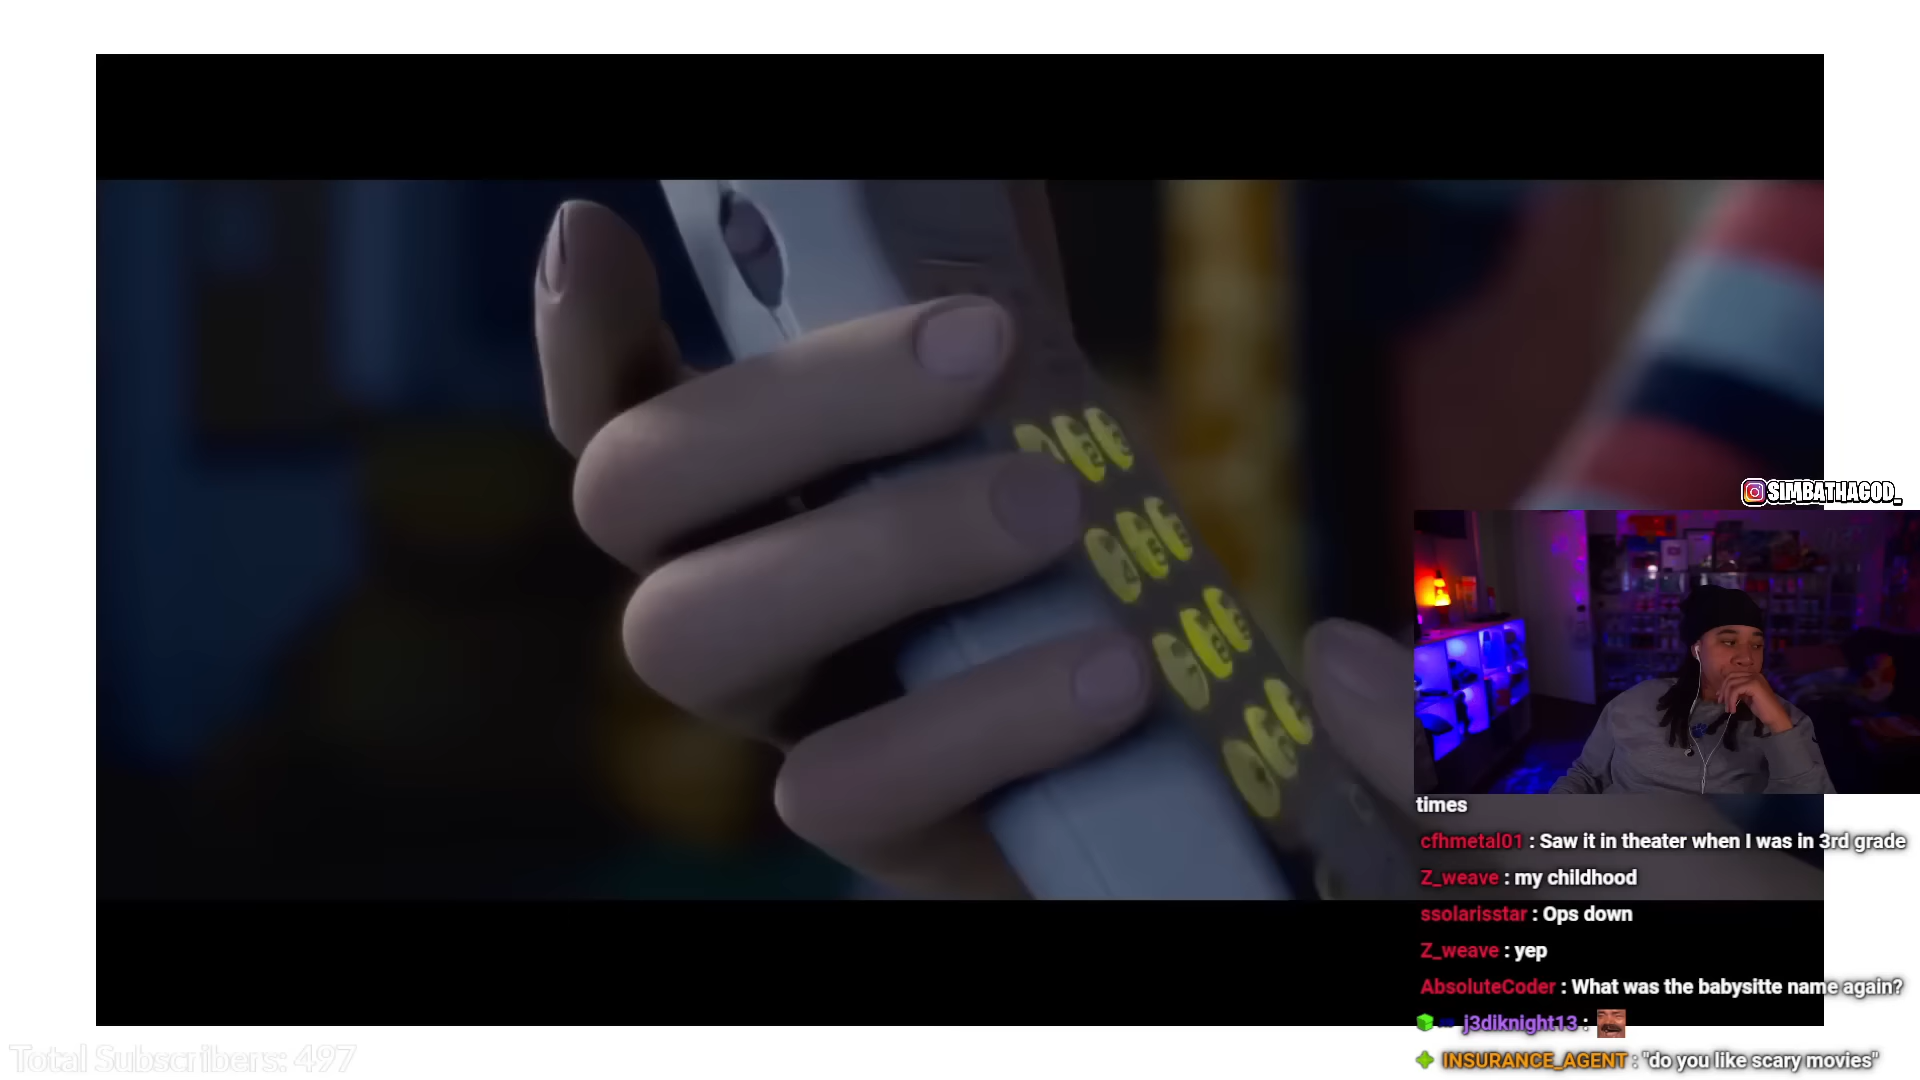 SIMBATHAGOD_
times
cfhmetal01 : Saw it in theater when I was in 3rd grade
Z_weave : my childhood
ssolarisstar : Ops down
Z_weave : yep
AbsoluteCoder : What was the babysitte name again?
j3diknight13 :
INSURANCE_AGENT : "do you like scary movies"
Total Subscribers: 497